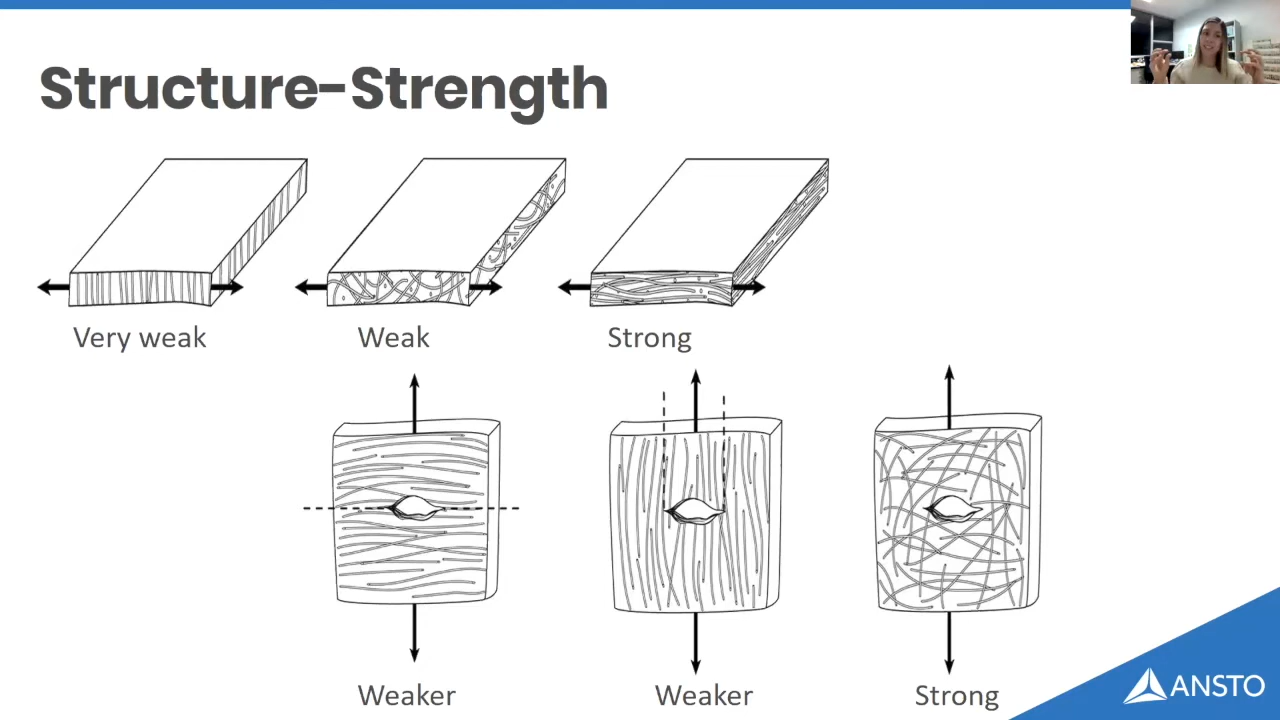 Structure-Strength
Very weak
Weak
Strong
Weaker
Weaker
Strong
ANSTO